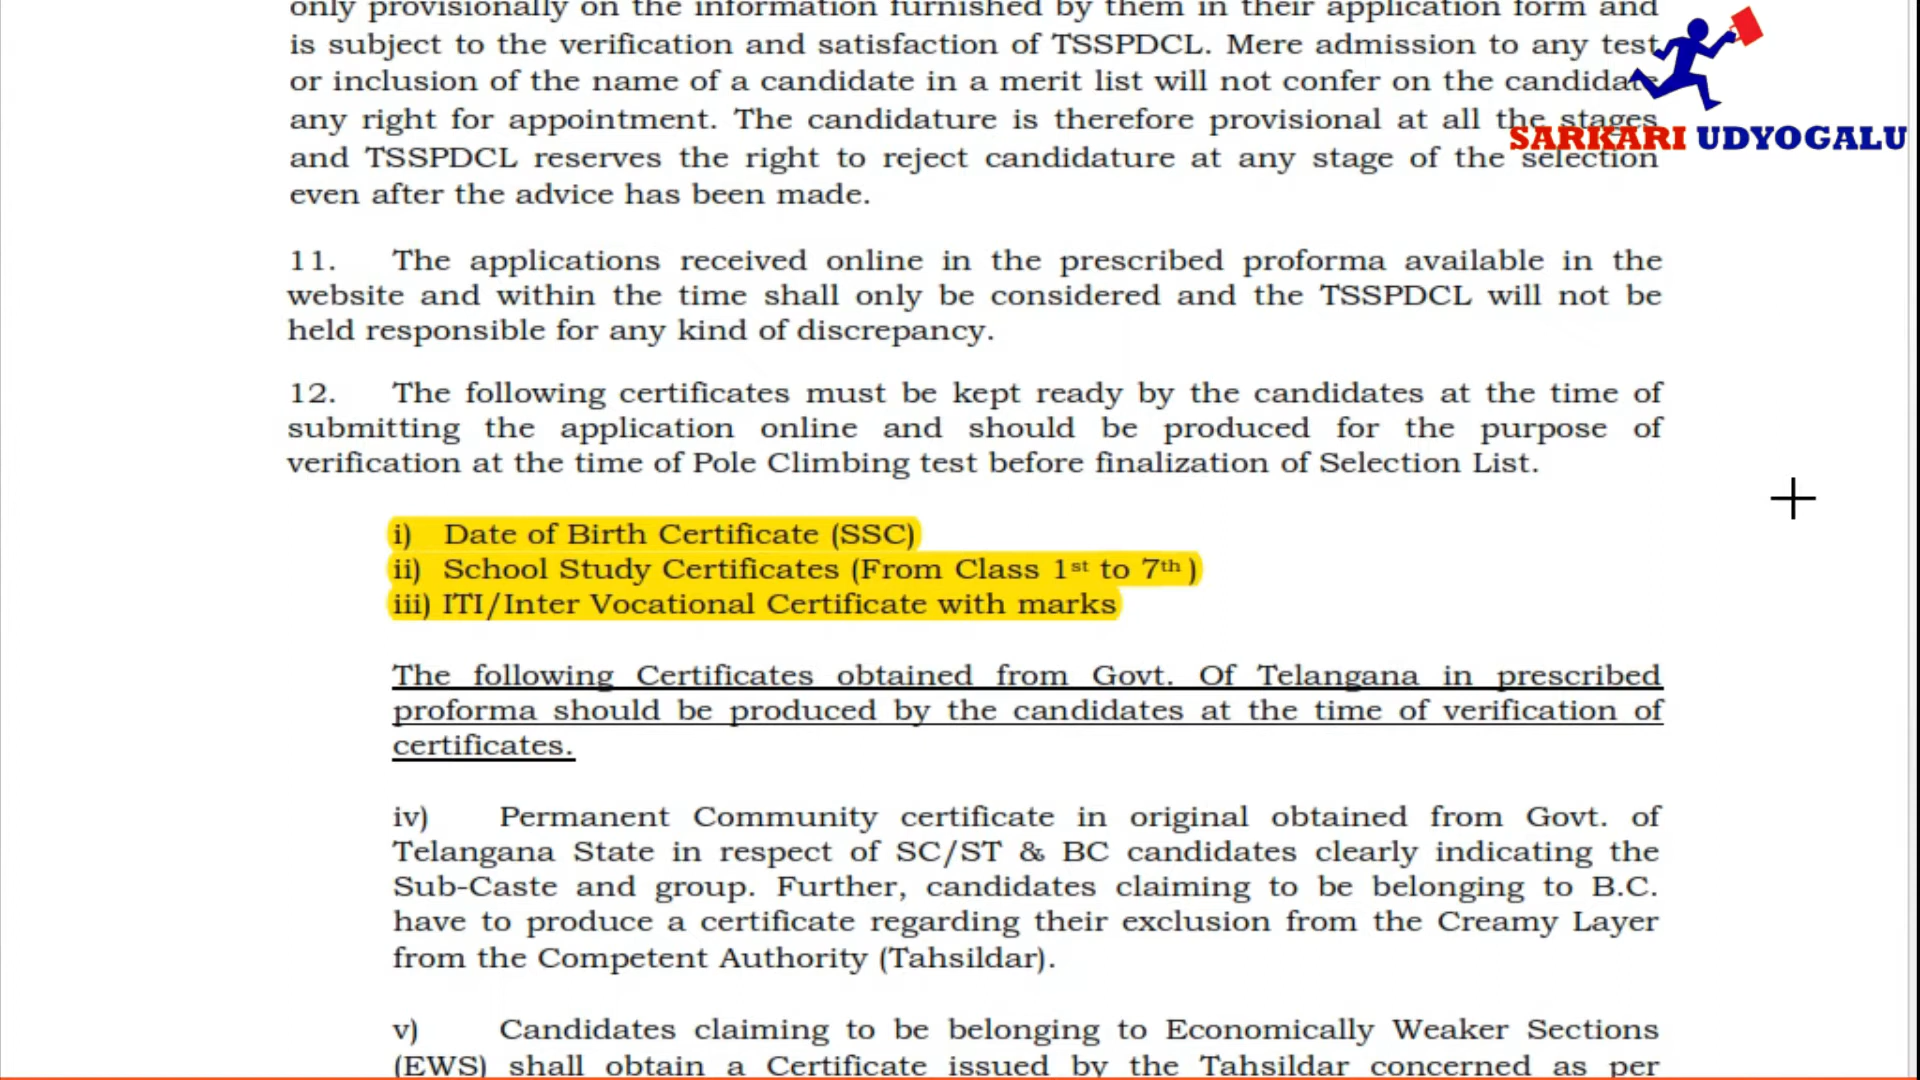 only provisionally on the information furnished by them in their application form and
is subject to the verification and satisfaction of TSSPDCL. Mere admission to any test
or inclusion of the name of a candidate in a merit list will not confer on the candidate
any right for appointment. The candidature is therefore provisional at all the stages
and TSSPDCL reserves the right to reject candidature at any stage of the selection
even after the advice has been made.
SARKARI UDYOGALU
11. The applications received online in the prescribed proforma available in the
website and within the time shall only be considered and the TSSPDCL will not be
held responsible for any kind of discrepancy.
12. The following certificates must be kept ready by the candidates at the time of
submitting the application online and should be produced for the purpose of
verification at the time of Pole Climbing test before finalization of Selection List.
i) Date of Birth Certificate (SSC)
ii) School Study Certificates (From Class 1st to 7th )
iii) ITI/Inter Vocational Certificate with marks
The following Certificates obtained from Govt. Of Telangana in prescribed
proforma should be produced by the candidates at the time of verification of
certificates.
iv) Permanent Community certificate in original obtained from Govt. of
Telangana State in respect of SC/ST & BC candidates clearly indicating the
Sub-Caste and group. Further, candidates claiming to be belonging to B.C.
have to produce a certificate regarding their exclusion from the Creamy Layer
from the Competent Authority (Tahsildar).
v) Candidates claiming to be belonging to Economically Weaker Sections
(EWS) shall obtain a Certificate issued by the Tahsildar concerned as per